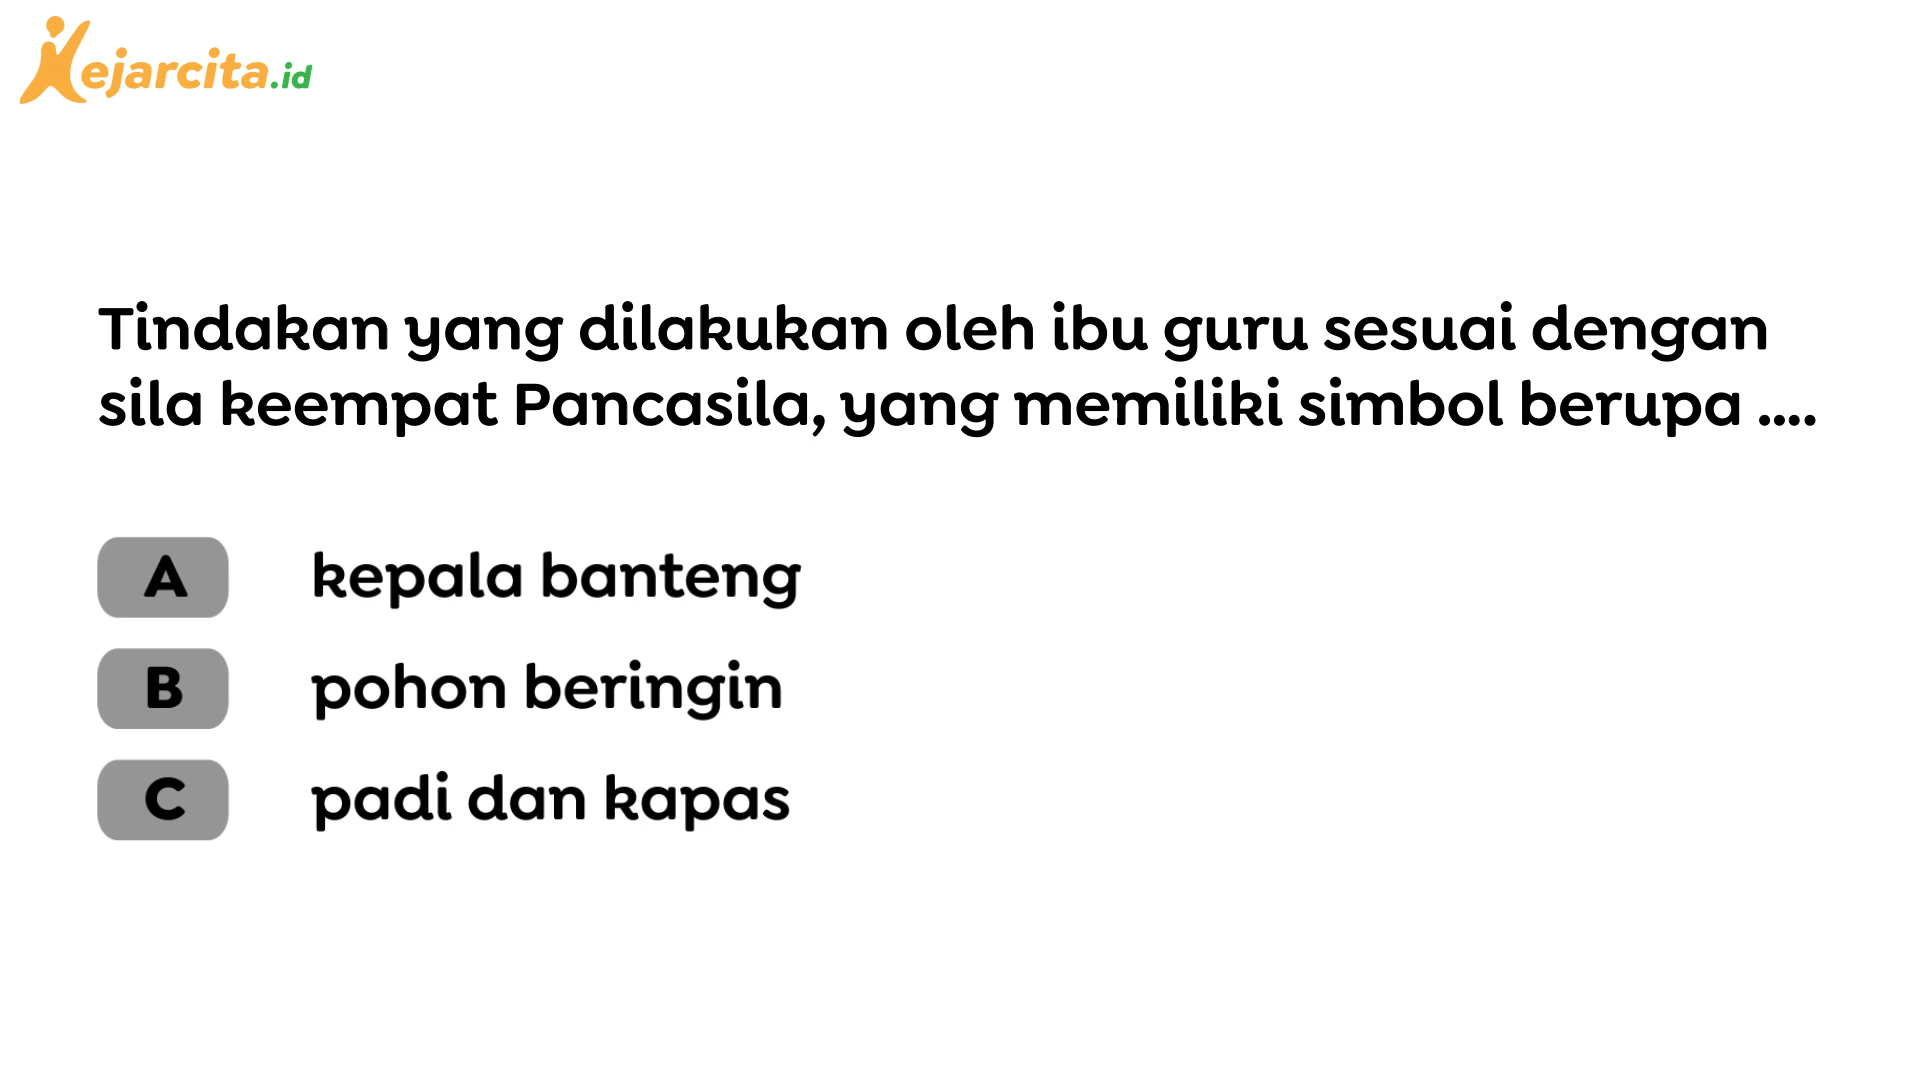 Kejarcita.id
Tindakan yang dilakukan oleh ibu guru sesuai dengan
sila keempat Pancasila, yang memiliki simbol berupa ....
A kepala banteng
B pohon beringin
C padi dan kapas